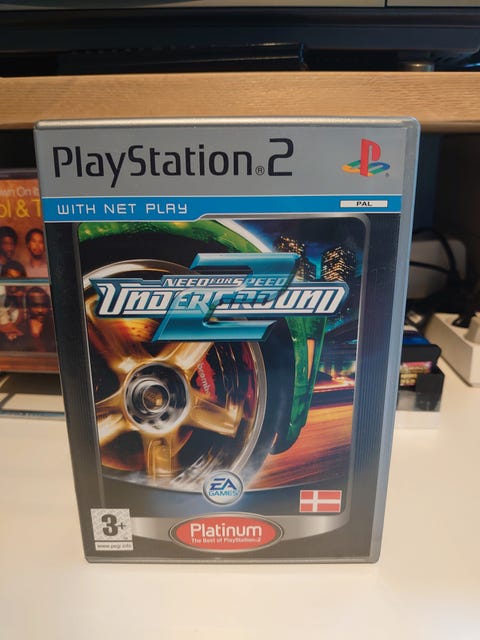 PlayStation®2
WITH NET PLAY
PAL
NEED FOR SPEED
UNDERGROUND
2
brembo
EA
GAMES
3+
www.pegi.info
Platinum
The Best of PlayStation®2